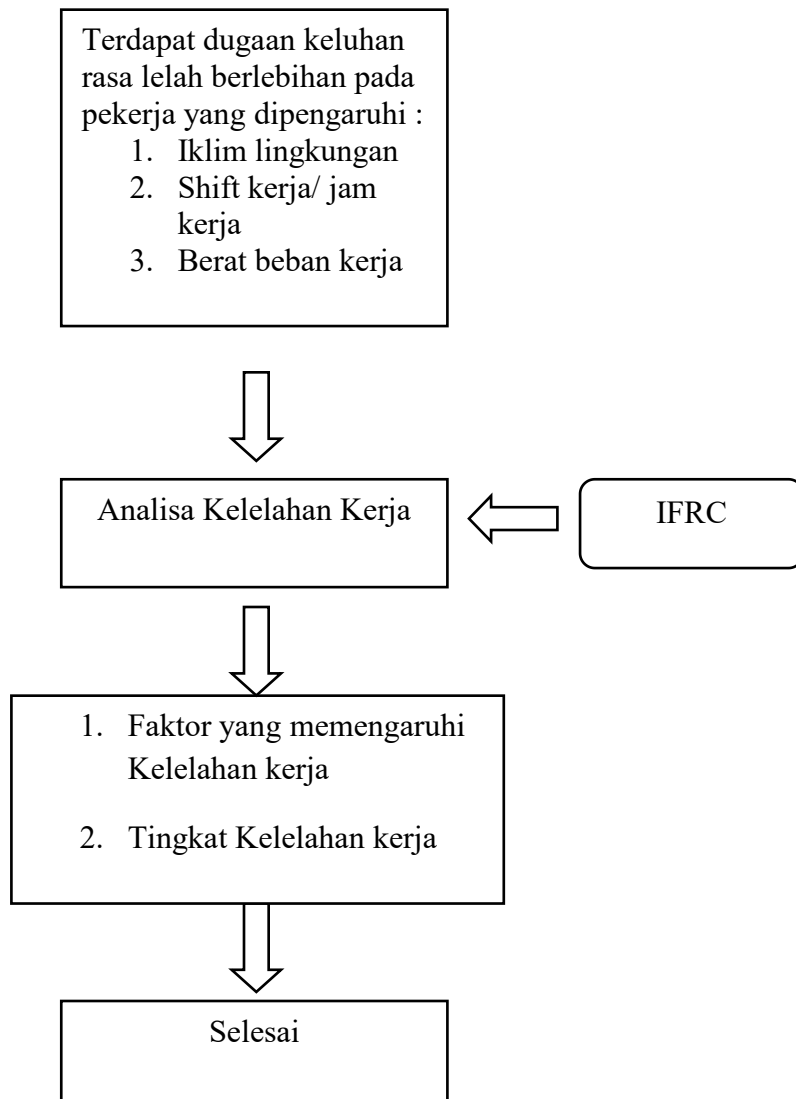 Terdapat dugaan keluhan
rasa lelah berlebihan pada
pekerja yang dipengaruhi :
1. Iklim lingkungan
2. Shift kerja/ jam
kerja
3. Berat beban kerja
Analisa Kelelahan Kerja
IFRC
1. Faktor yang memengaruhi
Kelelahan kerja
2. Tingkat Kelelahan kerja
Selesai